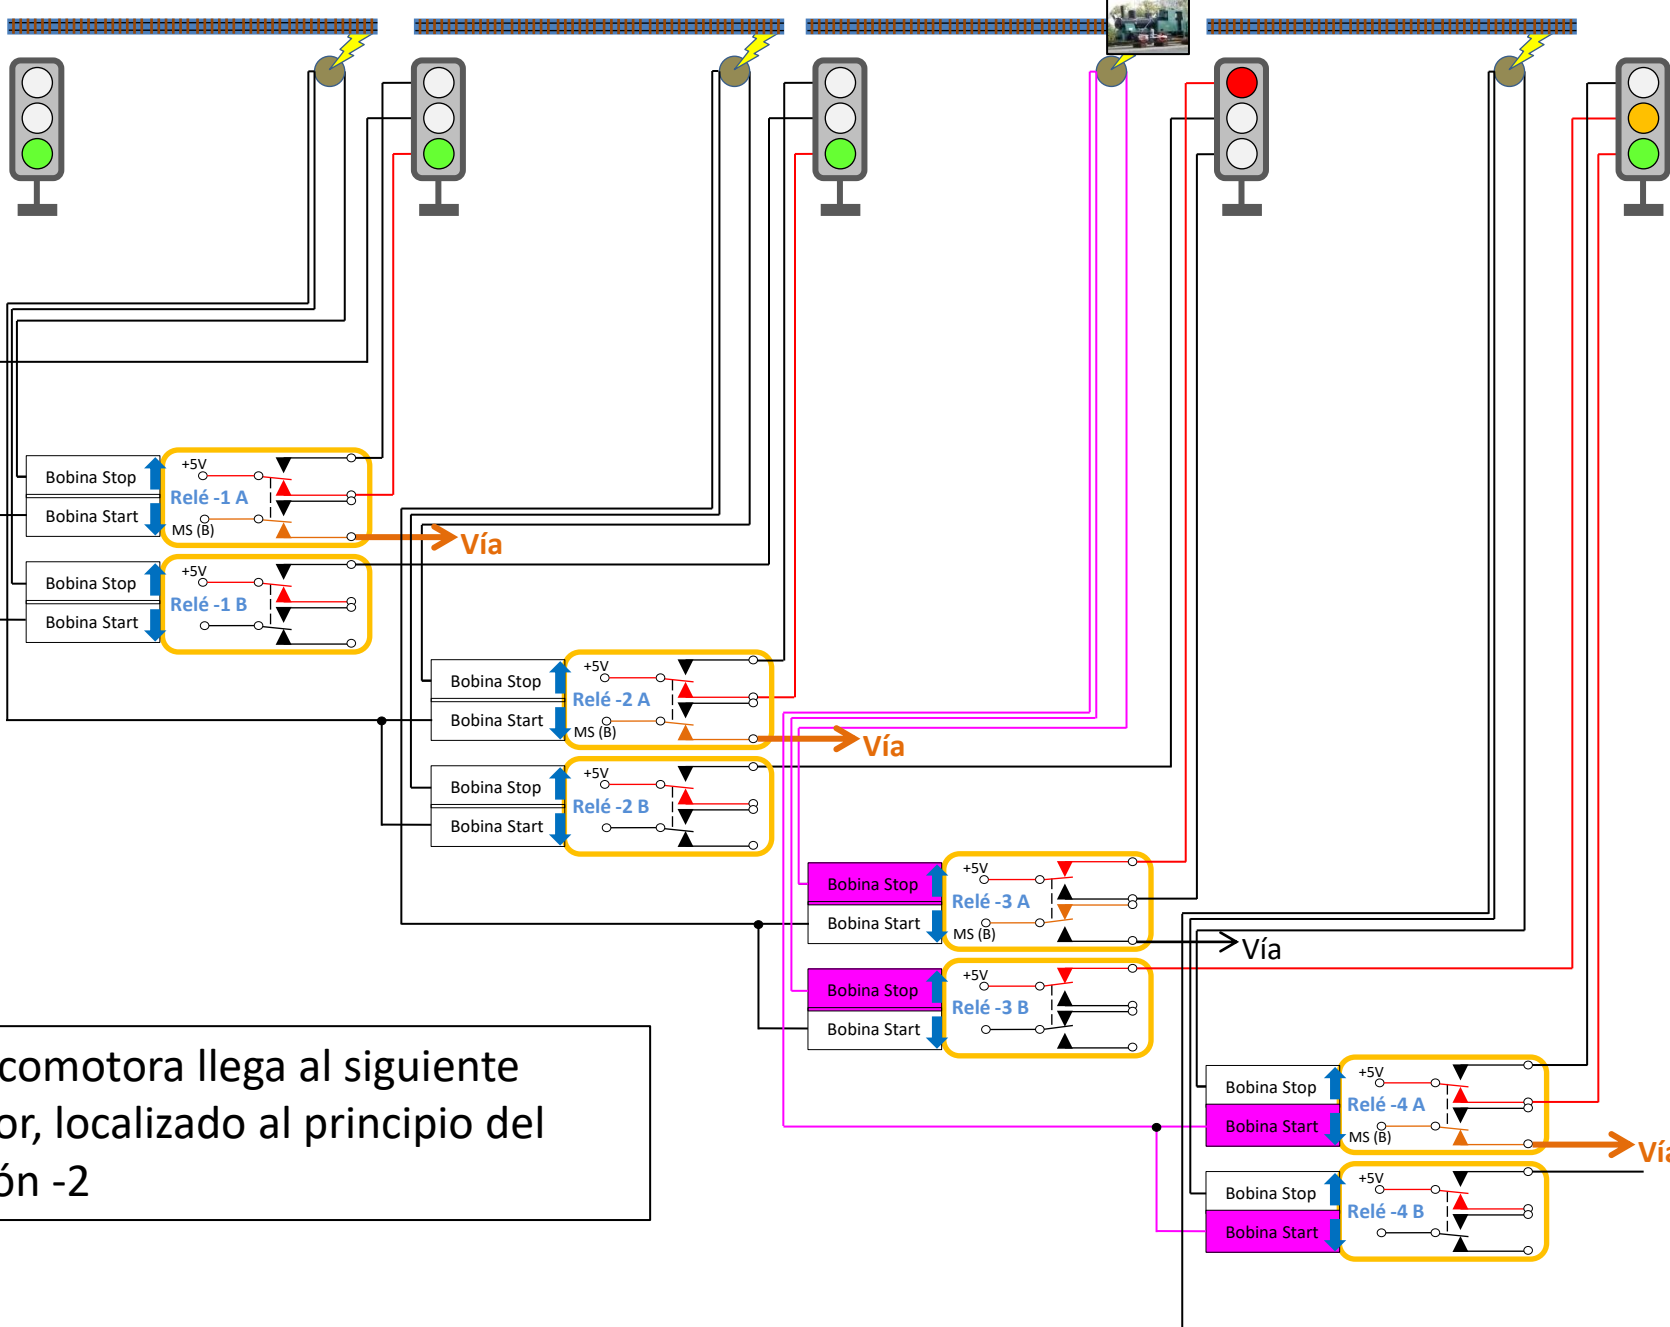 Bobina Stop
+5V
Relé -1 A
Bobina Start
MS (B)
Vía
Bobina Stop
+5V
Relé -1 B
Bobina Start
Bobina Stop
+5V
Relé -2 A
Bobina Start
MS (B)
Vía
Bobina Stop
+5V
Relé -2 B
Bobina Start
Bobina Stop
+5V
Relé -3 A
Bobina Start
MS (B)
Vía
Bobina Stop
+5V
Relé -3 B
Bobina Start
Bobina Stop
+5V
Relé -4 A
Bobina Start
MS (B)
Vía
Bobina Stop
+5V
Relé -4 B
Bobina Start
comotora llega al siguiente
or, localizado al principio del
ón -2